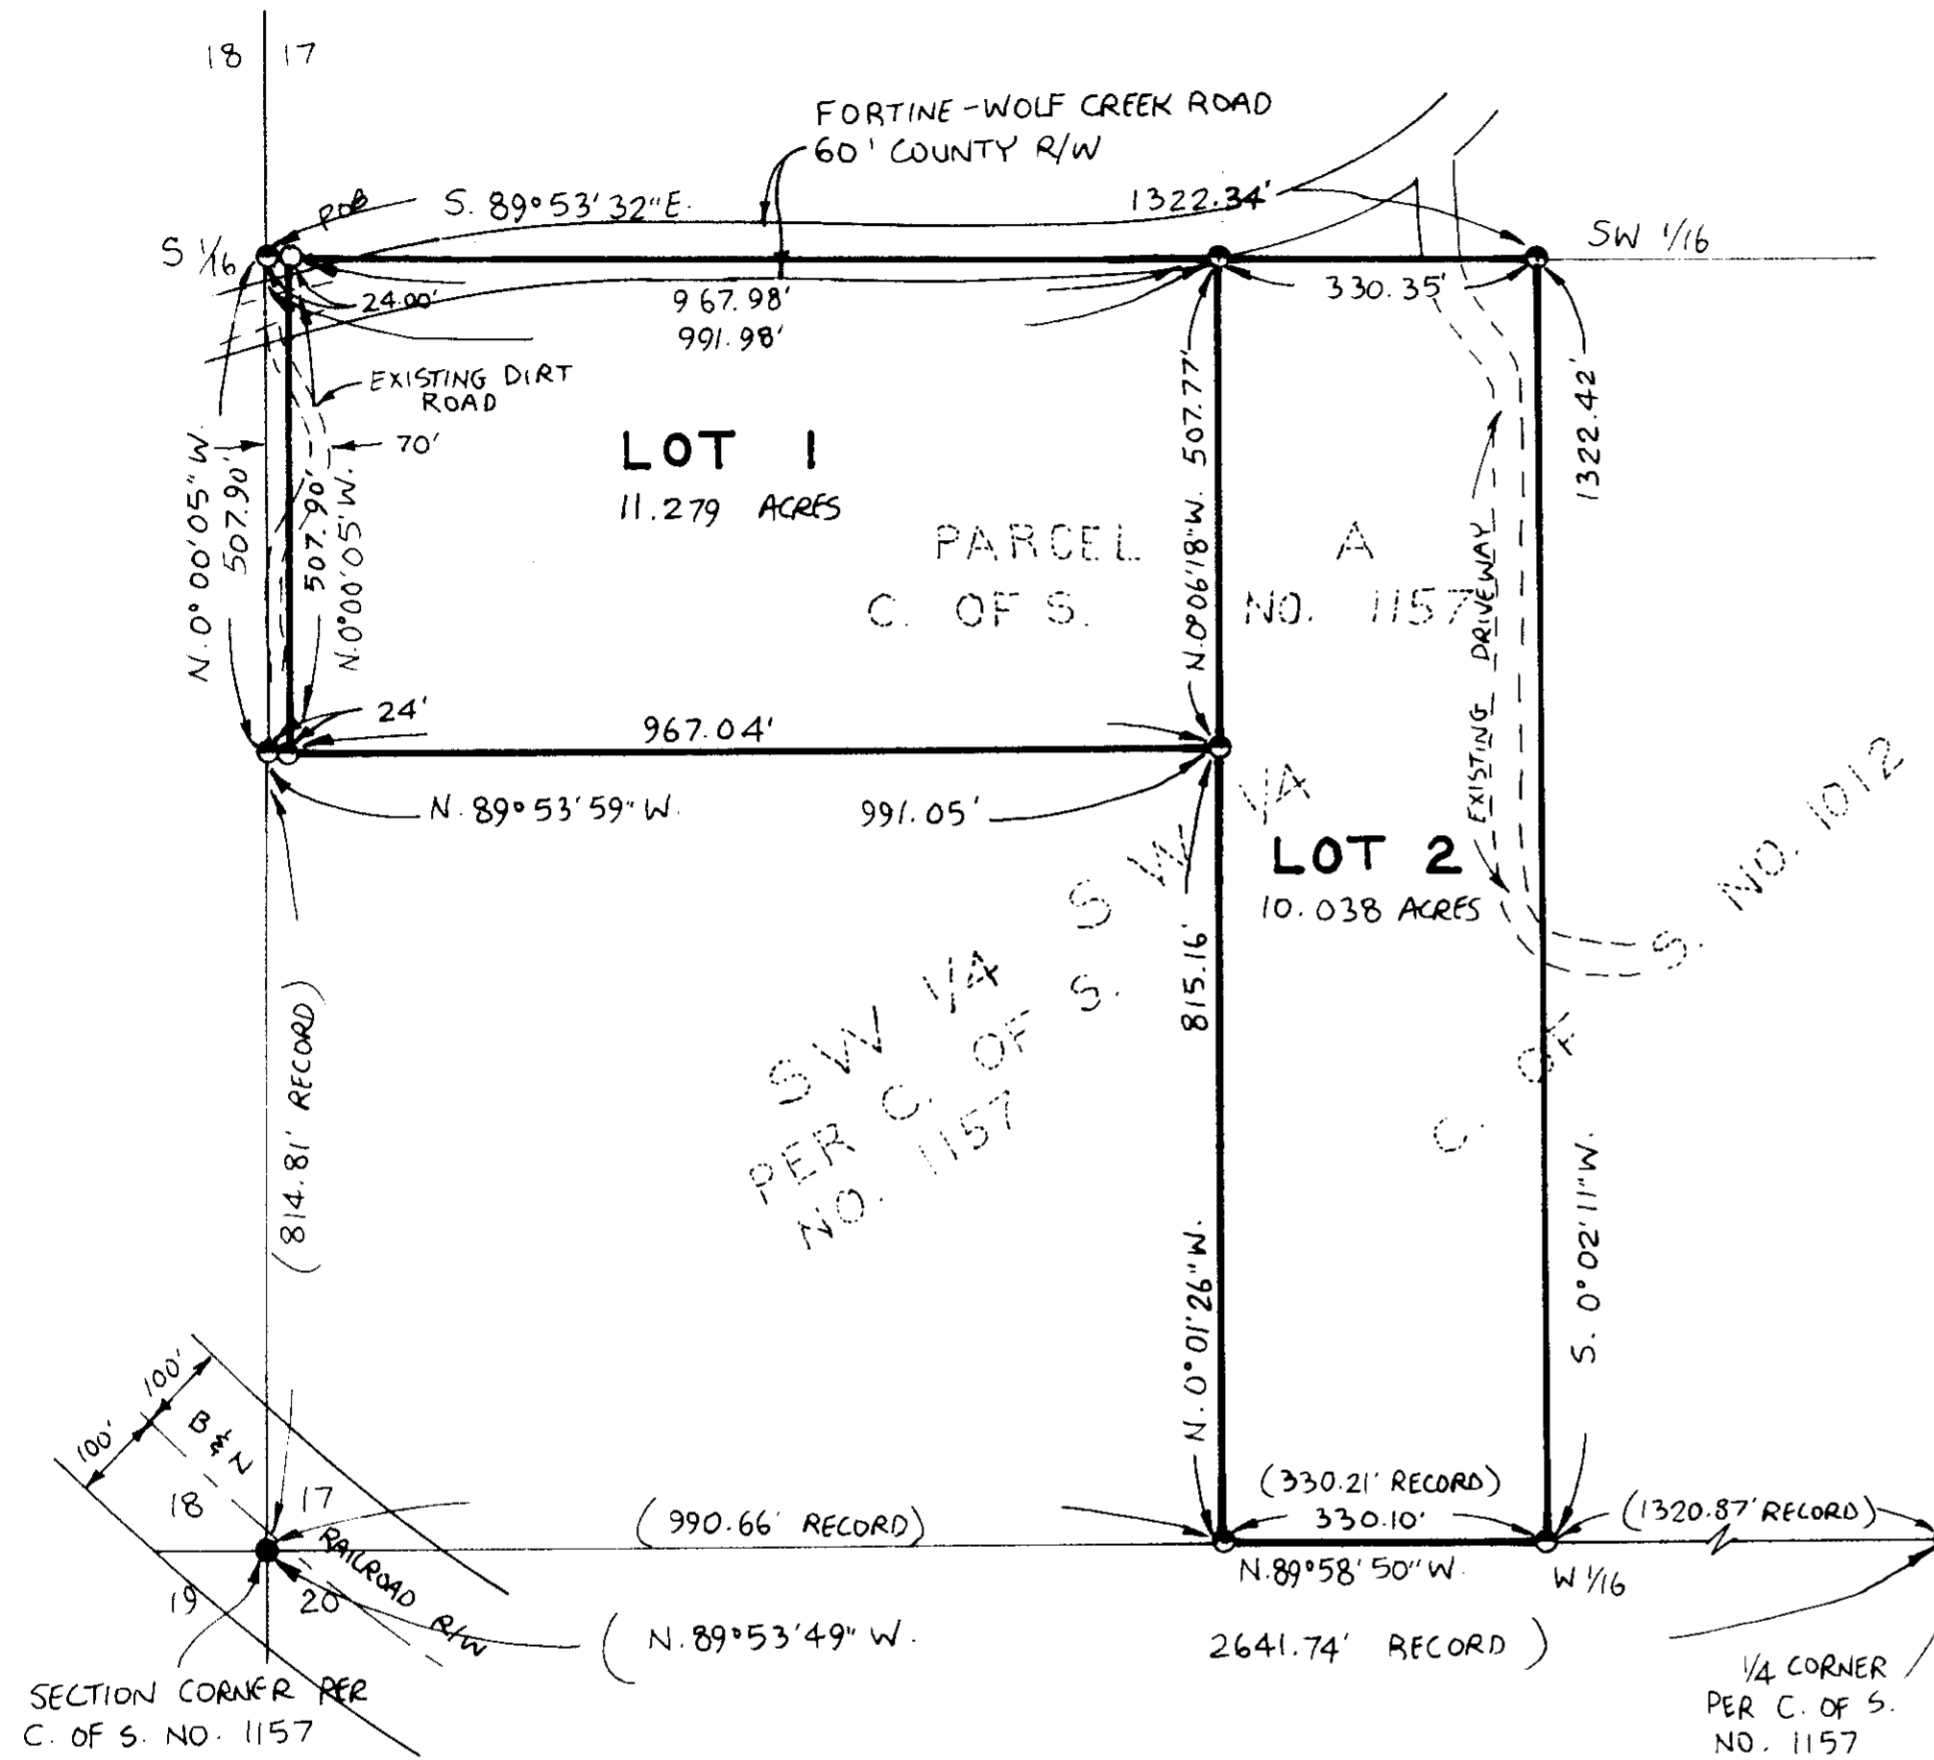 18 17
FORTINE-WOLF CREEK ROAD
60' COUNTY R/W
POB
S. 89°53'32"E.
1322.34'
S 1/16
SW 1/16
24.00'
967.98'
330.35'
991.98'
EXISTING DIRT
ROAD
70'
N. 0°00'05"W.
507.90'
507.90'
N.0°00'05'W.
LOT 1
11.279 ACRES
N.0°06'18"W. 507.77'
1322.42'
PARCEL A
C. OF S. NO. 1157
EXISTING DRIVEWAY
24'
967.04'
N. 89°53'59"W.
991.05'
LOT 2
10.038 ACRES
SW 1/4 SW 1/4
PER C. OF S.
NO. 1157
C. OF S. NO. 1012
815.16'
N. 0°01'26"W.
S. 0°02'11"W.
(814.81' RECORD)
100'
100'
B & N
RAILROAD R/W
18 17
19 20
(990.66' RECORD)
(330.21' RECORD)
330.10'
(1320.87' RECORD)
N.89°58'50"W.
W 1/16
(N.89°53'49"W. 2641.74' RECORD)
SECTION CORNER PER
C. OF S. NO. 1157
1/4 CORNER
PER C. OF S.
NO. 1157